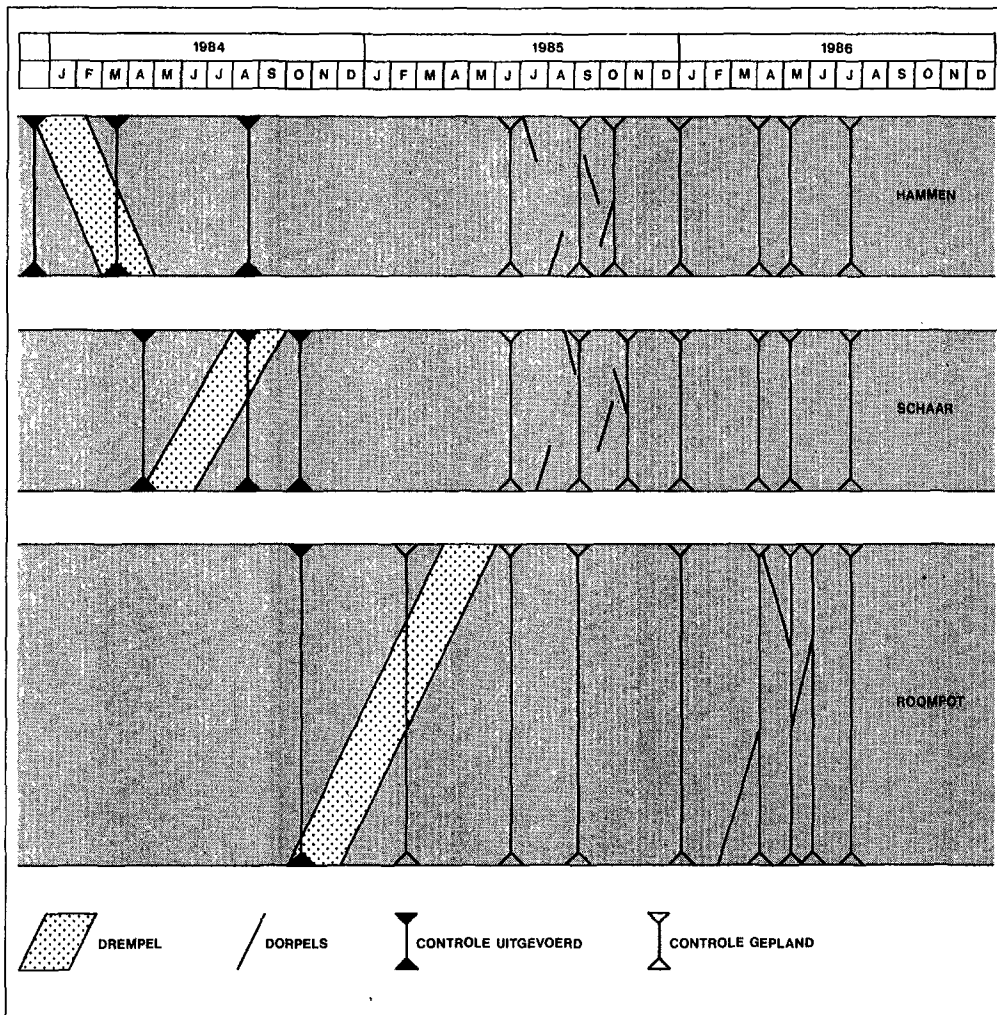 1984 1985 1986
J F M A M J J A S O N D J F M A M J J A S O N D J F M A M J J A S O N D
HAMMEN
SCHAAR
ROOMPOT
DREMPEL DORPELS CONTROLE UITGEVOERD CONTROLE GEPLAND